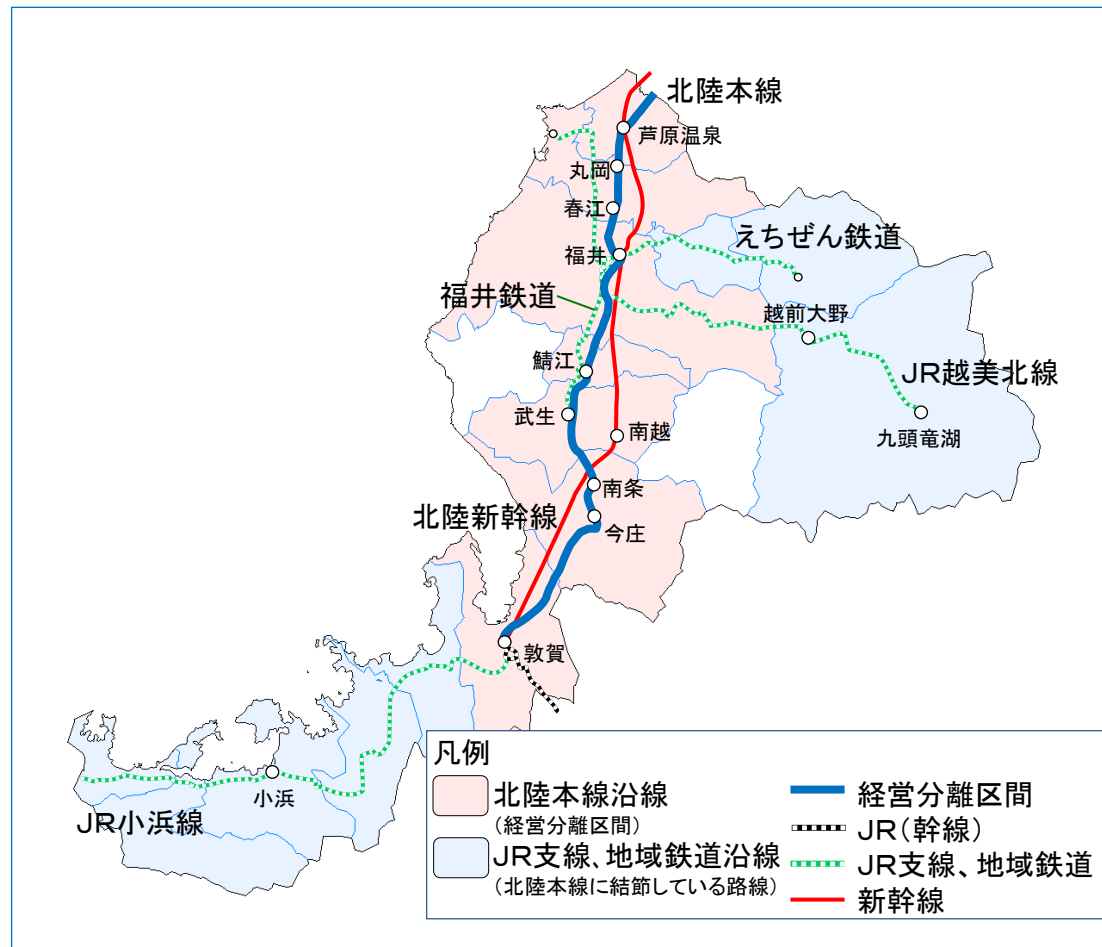 北陸本線
芦原温泉
丸岡
春江
えちぜん鉄道
福井
福井鉄道
越前大野
鯖江
JR越美北線
武生
南越
九頭竜湖
南条
北陸新幹線
今庄
敦賀
小浜
JR小浜線
凡例
北陸本線沿線
(経営分離区間)
JR支線、地域鉄道沿線
(北陸本線に結節している路線)
経営分離区間
JR(幹線)
JR支線、地域鉄道
新幹線